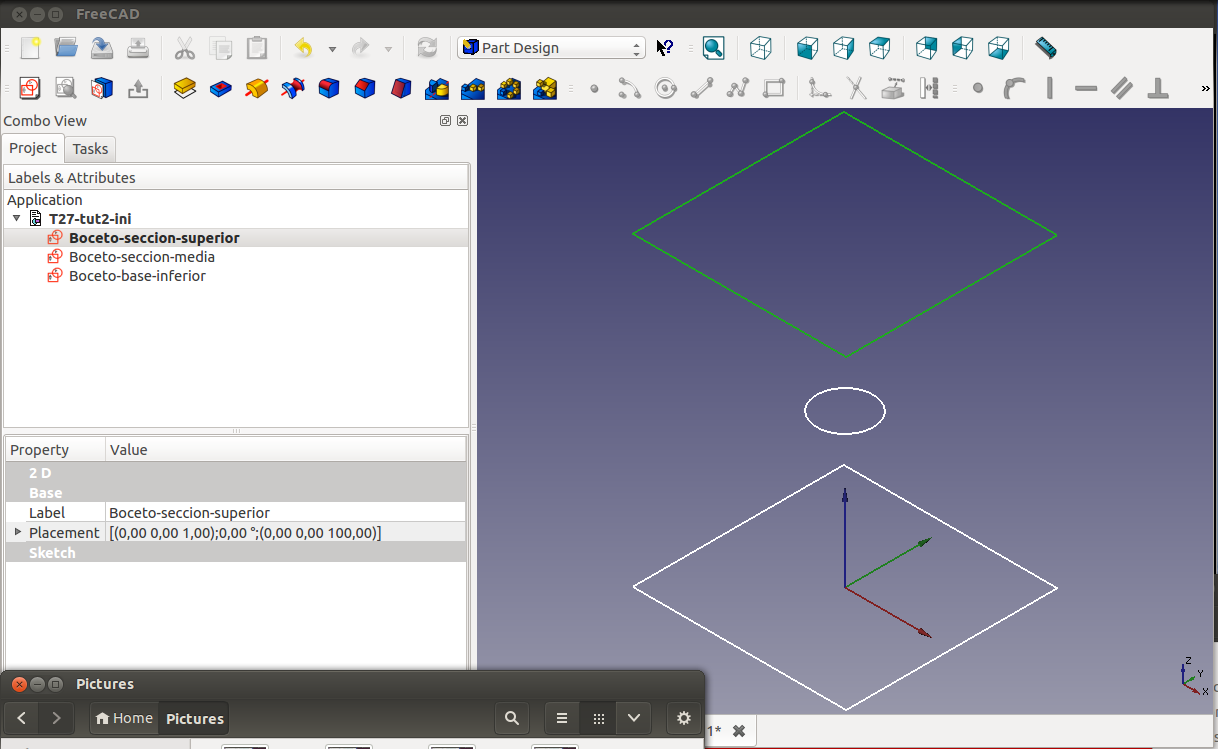 FreeCAD
Part Design
Combo View
Project
Tasks
Labels & Attributes
Application
T27-tut2-ini
Boceto-seccion-superior
Boceto-seccion-media
Boceto-base-inferior
Property Value
2 D
Base
Label Boceto-seccion-superior
Placement [(0,00 0,00 1,00);0,00 °;(0,00 0,00 100,00)]
Sketch
Z
Y
X
Pictures
Home Pictures
1*